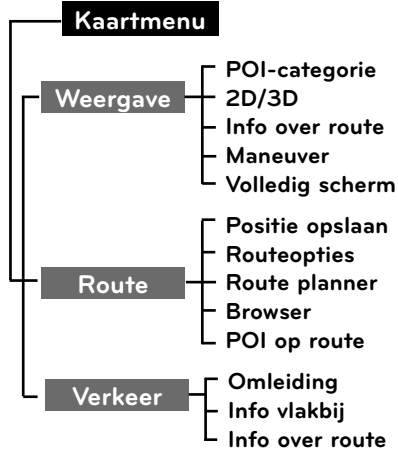 Kaartmenu
Weergave
POI-categorie
2D/3D
Info over route
Maneuver
Volledig scherm
Route
Positie opslaan
Routeopties
Route planner
Browser
POI op route
Verkeer
Omleiding
Info vlakbij
Info over route